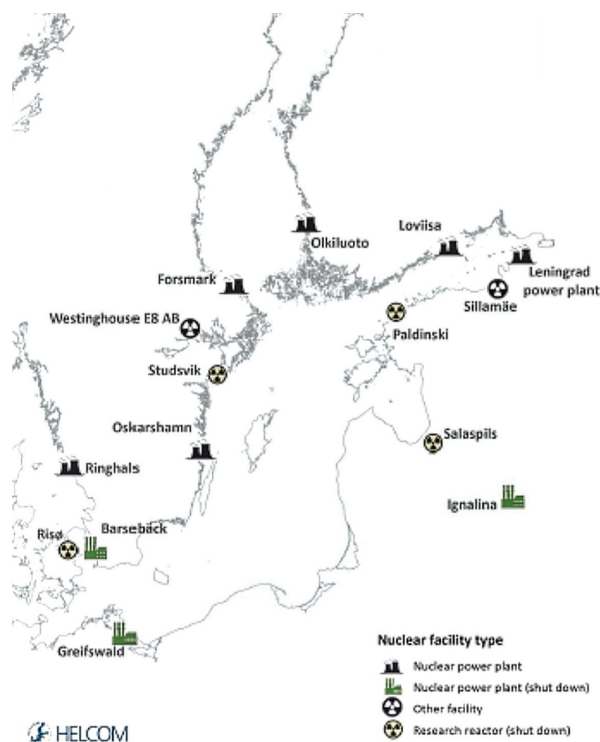 Loviisa
Olkiluoto
Leningrad
power plant
Forsmark
Sillamäe
Westinghouse E8 AB
Paldinski
Studsvik
Oskarshamn
Salaspils
Ringhals
Ignalina
Barsebäck
Risø
Greifswald
Nuclear facility type
Nuclear power plant
Nuclear power plant (shut down)
Other facility
Research reactor (shut down)
HELCOM